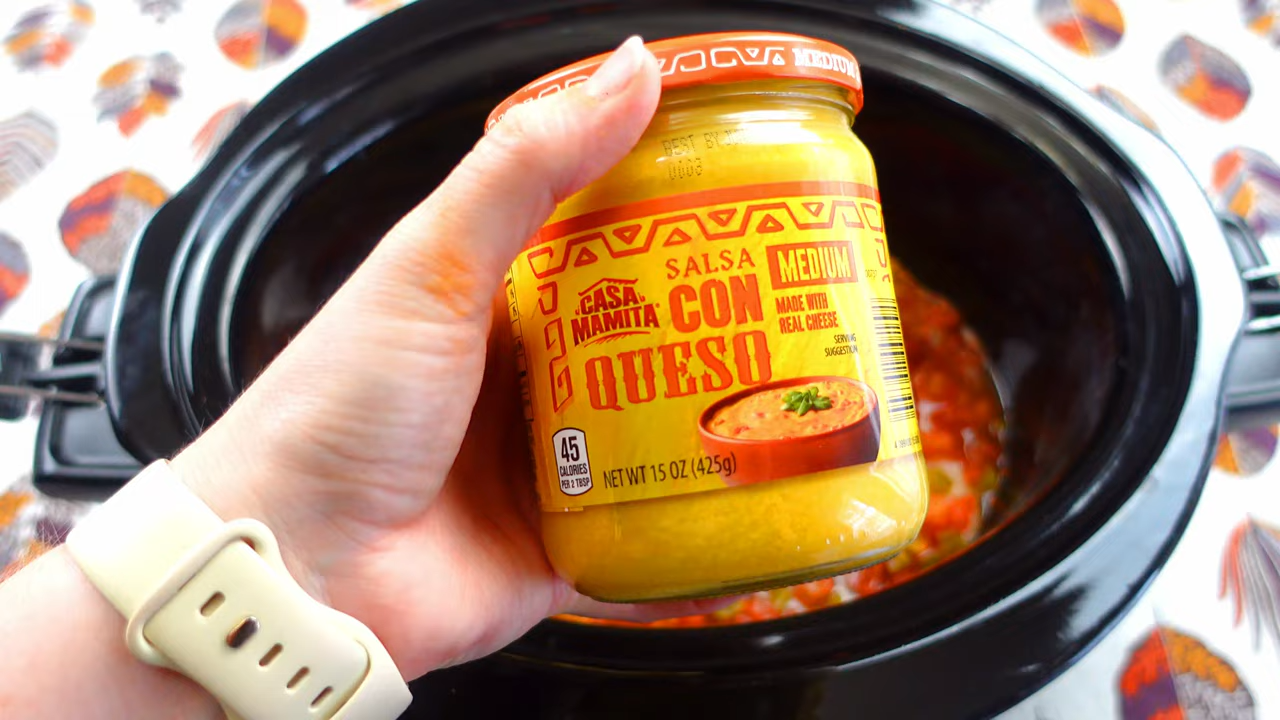 MEDIUM
BEST BY
CASA
MAMITA
SALSA
CON
QUESO
MEDIUM
MADE WITH
REAL CHEESE
SERVING
SUGGESTION
45
CALORIES
PER 2 TBSP
NET WT 15 OZ (425g)